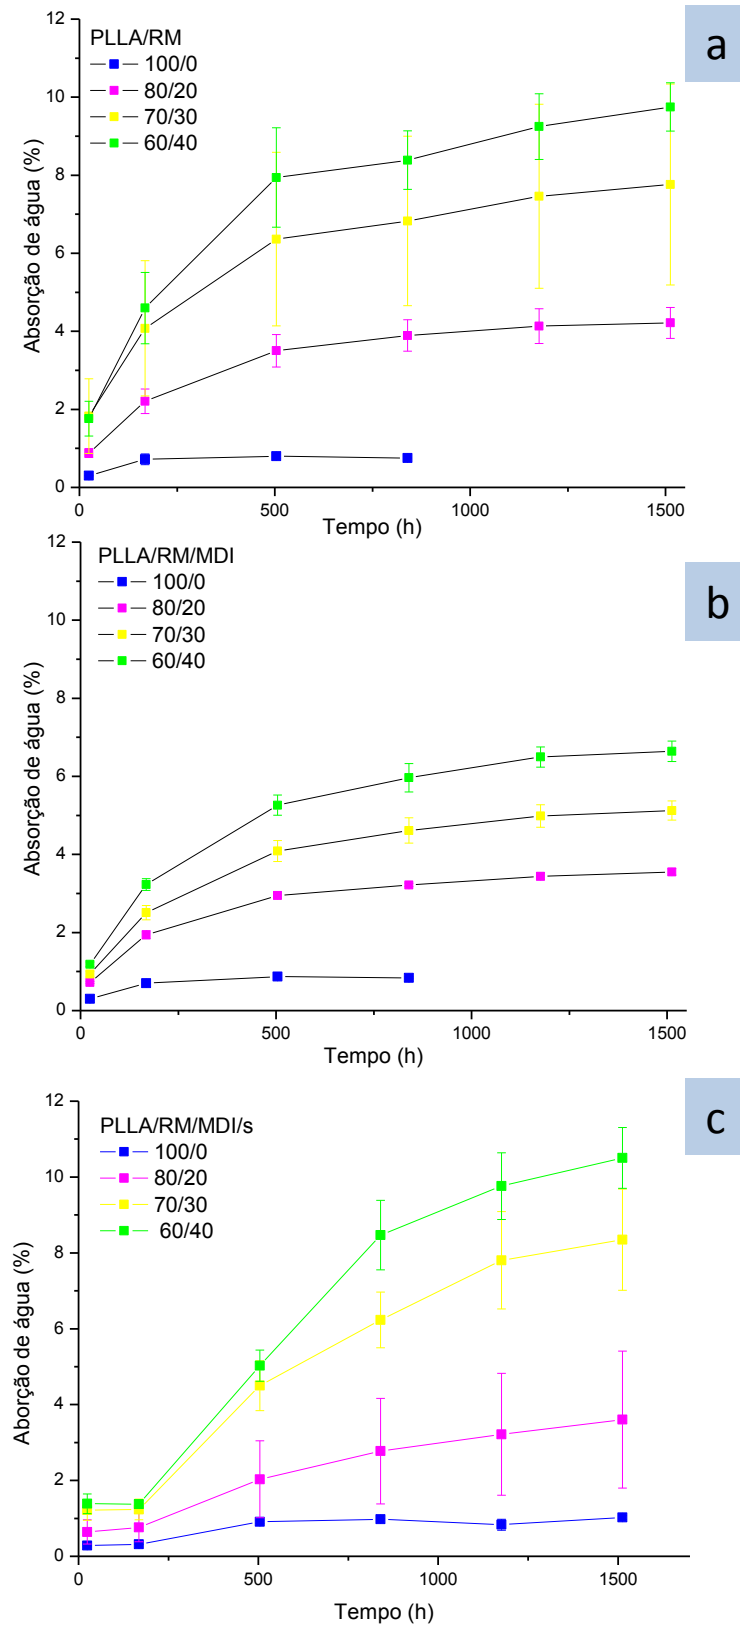 a
12
10
8
6
4
2
0
Absorção de água (%)
PLLA/RM
100/0
80/20
70/30
60/40
0 500 1000 1500
Tempo (h)
b
12
10
8
6
4
2
0
Absorção de água (%)
PLLA/RM/MDI
100/0
80/20
70/30
60/40
0 500 1000 1500
Tempo (h)
c
12
10
8
6
4
2
0
Aborção de água (%)
PLLA/RM/MDI/s
100/0
80/20
70/30
60/40
0 500 1000 1500
Tempo (h)